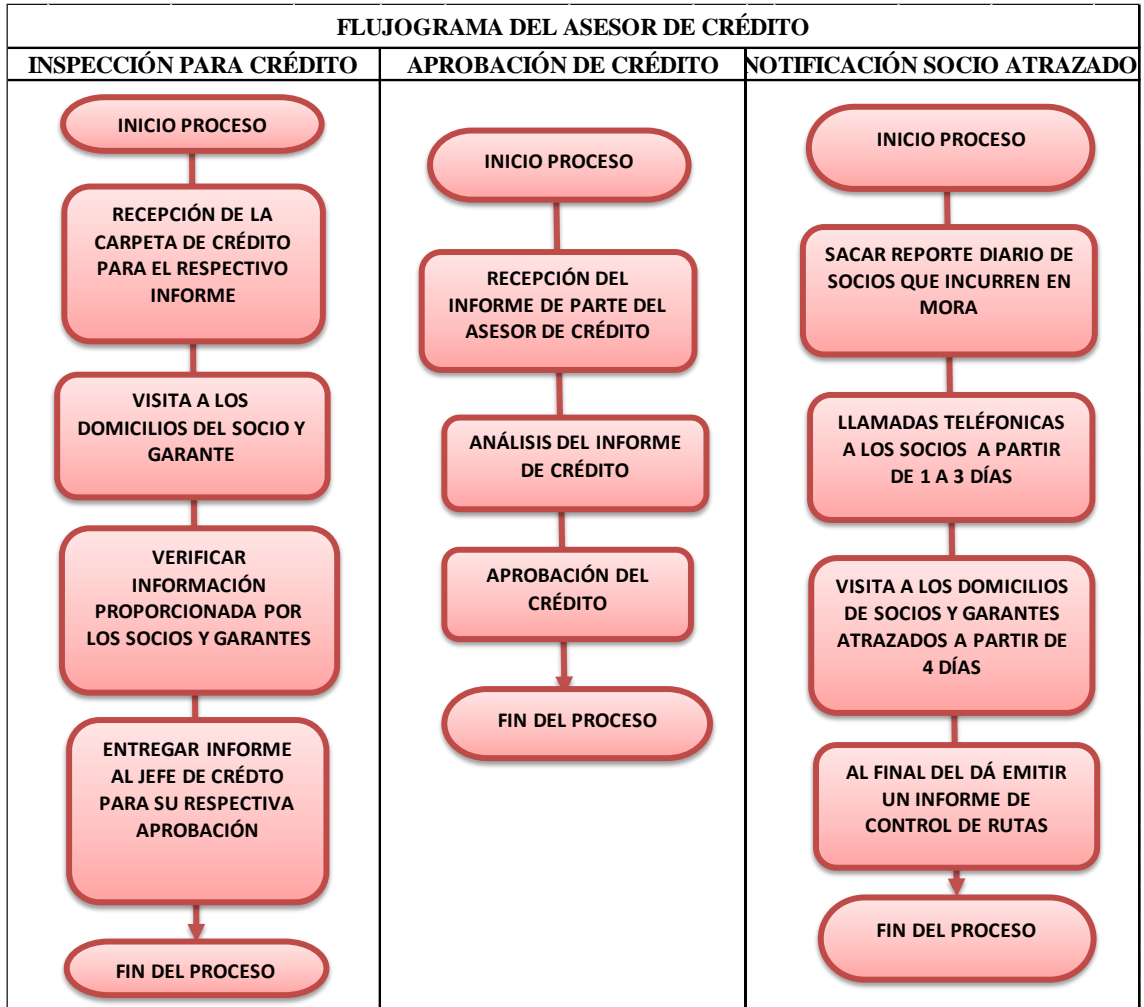 FLUJOGRAMA DEL ASESOR DE CRÉDITO
INSPECCIÓN PARA CRÉDITO
INICIO PROCESO
RECEPCIÓN DE LA
CARPETA DE CRÉDITO
PARA EL RESPECTIVO
INFORME
VISITA A LOS
DOMICILIOS DEL SOCIO Y
GARANTE
VERIFICAR
INFORMACIÓN
PROPORCIONADA POR
LOS SOCIOS Y GARANTES
ENTREGAR INFORME
AL JEFE DE CRÉDTO
PARA SU RESPECTIVA
APROBACIÓN
FIN DEL PROCESO
APROBACIÓN DE CRÉDITO
INICIO PROCESO
RECEPCIÓN DEL
INFORME DE PARTE DEL
ASESOR DE CRÉDITO
ANÁLISIS DEL INFORME
DE CRÉDITO
APROBACIÓN DEL
CRÉDITO
FIN DEL PROCESO
NOTIFICACIÓN SOCIO ATRAZADO
INICIO PROCESO
SACAR REPORTE DIARIO DE
SOCIOS QUE INCURREN EN
MORA
LLAMADAS TELÉFONICAS
A LOS SOCIOS A PARTIR
DE 1 A 3 DÍAS
VISITA A LOS DOMICILIOS
DE SOCIOS Y GARANTES
ATRAZADOS A PARTIR DE
4 DÍAS
AL FINAL DEL DÁ EMITIR
UN INFORME DE
CONTROL DE RUTAS
FIN DEL PROCESO